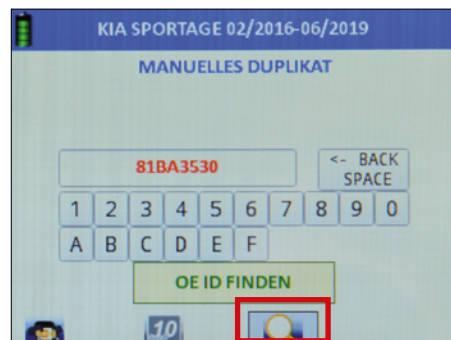 KIA SPORTAGE 02/2016-06/2019
MANUELLES DUPLIKAT
81BA3530
<- BACK
SPACE
1 2 3 4 5 6 7 8 9 0
A B C D E F
OE ID FINDEN
10